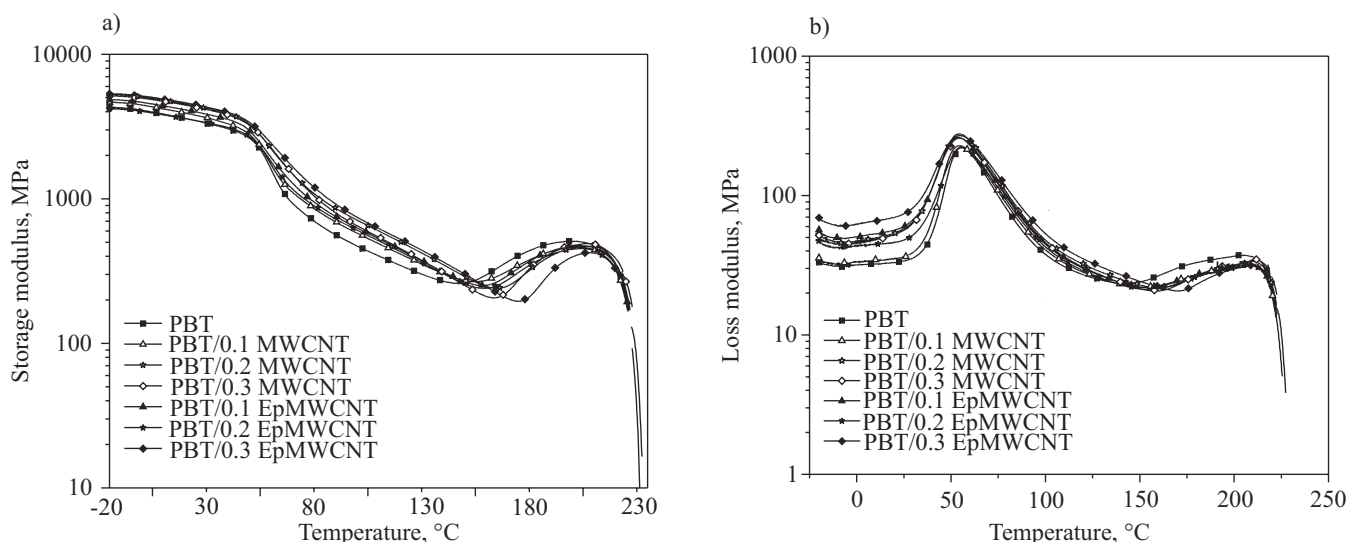 a)
10000
1000
100
10
Storage modulus, MPa
PBT
PBT/0.1 MWCNT
PBT/0.2 MWCNT
PBT/0.3 MWCNT
PBT/0.1 EpMWCNT
PBT/0.2 EpMWCNT
PBT/0.3 EpMWCNT
-20 30 80 130 180 230
Temperature, °C
b)
1000
100
10
1
Loss modulus, MPa
PBT
PBT/0.1 MWCNT
PBT/0.2 MWCNT
PBT/0.3 MWCNT
PBT/0.1 EpMWCNT
PBT/0.2 EpMWCNT
PBT/0.3 EpMWCNT
0 50 100 150 200 250
Temperature, °C